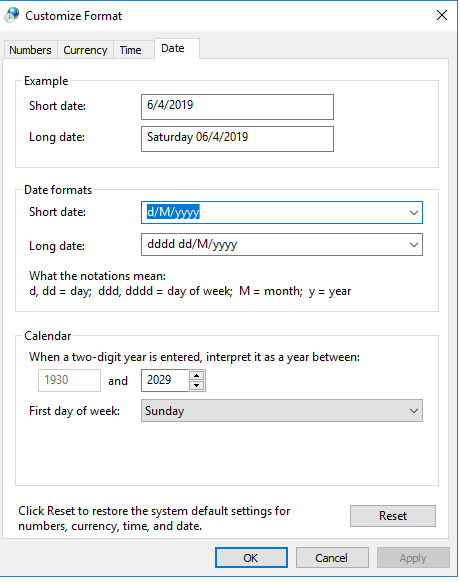 Customize Format
Numbers Currency Time Date
Example
Short date: 6/4/2019
Long date: Saturday 06/4/2019
Date formats
Short date: d/M/yyyy
Long date: dddd dd/M/yyyy
What the notations mean:
d, dd = day; ddd, dddd = day of week; M = month; y = year
Calendar
When a two-digit year is entered, interpret it as a year between:
1930 and 2029
First day of week: Sunday
Click Reset to restore the system default settings for
numbers, currency, time, and date.
Reset
OK Cancel Apply